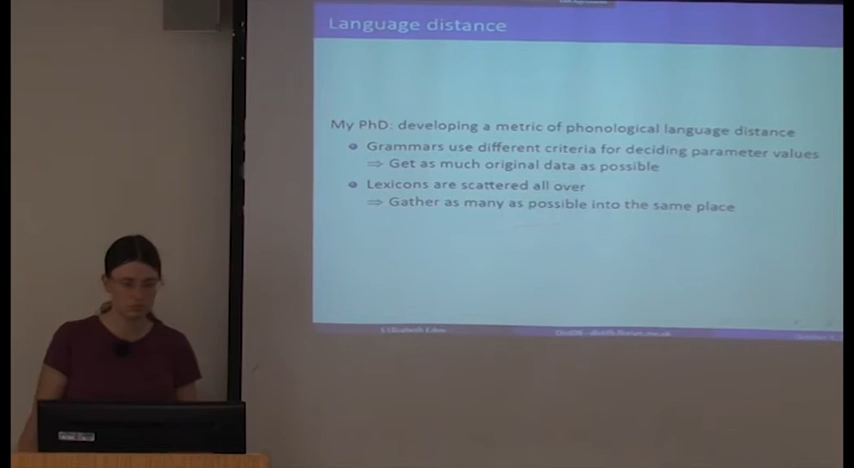 Language distance
My PhD: developing a metric of phonological language distance
Grammars use different criteria for deciding parameter values
⇒ Get as much original data as possible
Lexicons are scattered all over
⇒ Gather as many as possible into the same place